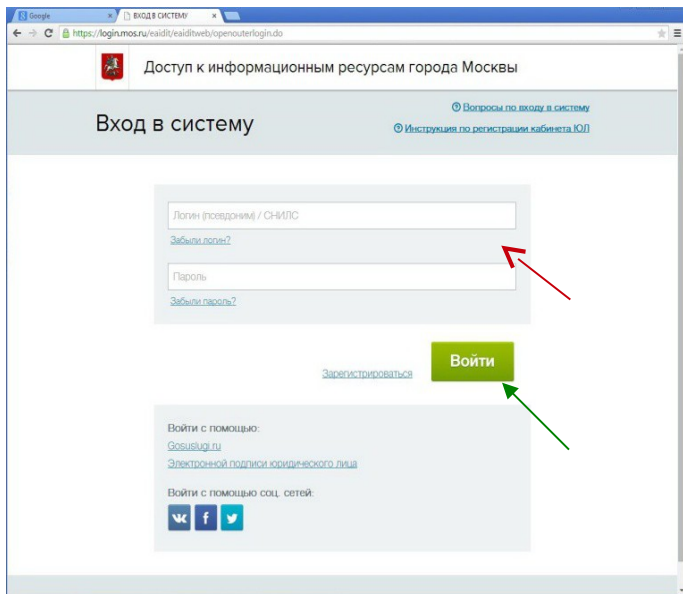 Google
ВХОД В СИСТЕМУ
https://login.mos.ru/eaidit/eaiditweb/openouterlogin.do
Доступ к информационным ресурсам города Москвы
Вход в систему
Вопросы по входу в систему
Инструкция по регистрации кабинета ЮЛ
Логин (псевдоним) / СНИЛС
Забыли логин?
Пароль
Забыли пароль?
Зарегистрироваться
Войти
Войти с помощью:
Gosuslugi.ru
Электронной подписи юридического лица
Войти с помощью соц. сетей: